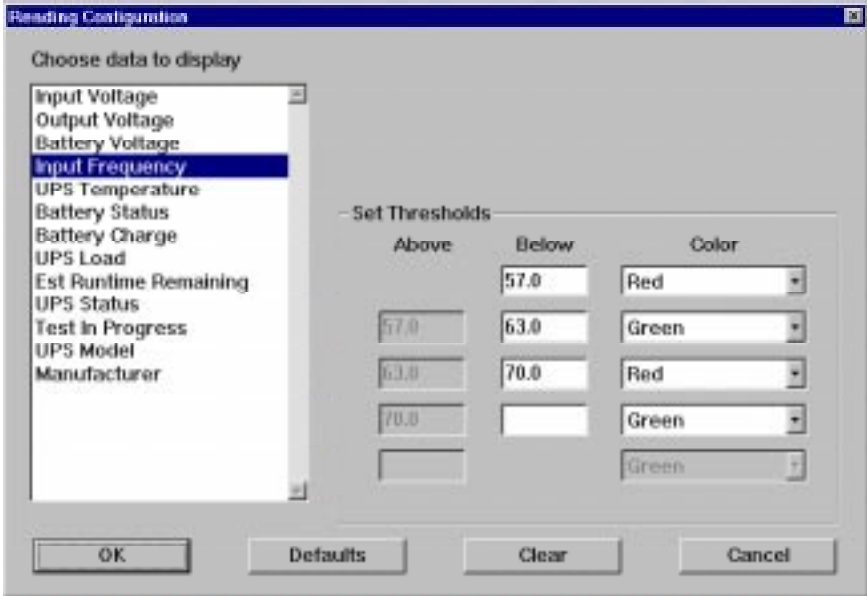 Reading Configuration
Choose data to display
Input Voltage
Output Voltage
Battery Voltage
Input Frequency
UPS Temperature
Battery Status
Battery Charge
UPS Load
Est Runtime Remaining
UPS Status
Test In Progress
UPS Model
Manufacturer
Set Thresholds
Above Below Color
57.0 Red
57.0 63.0 Green
63.0 70.0 Red
70.0 Green
Green
OK Defaults Clear Cancel